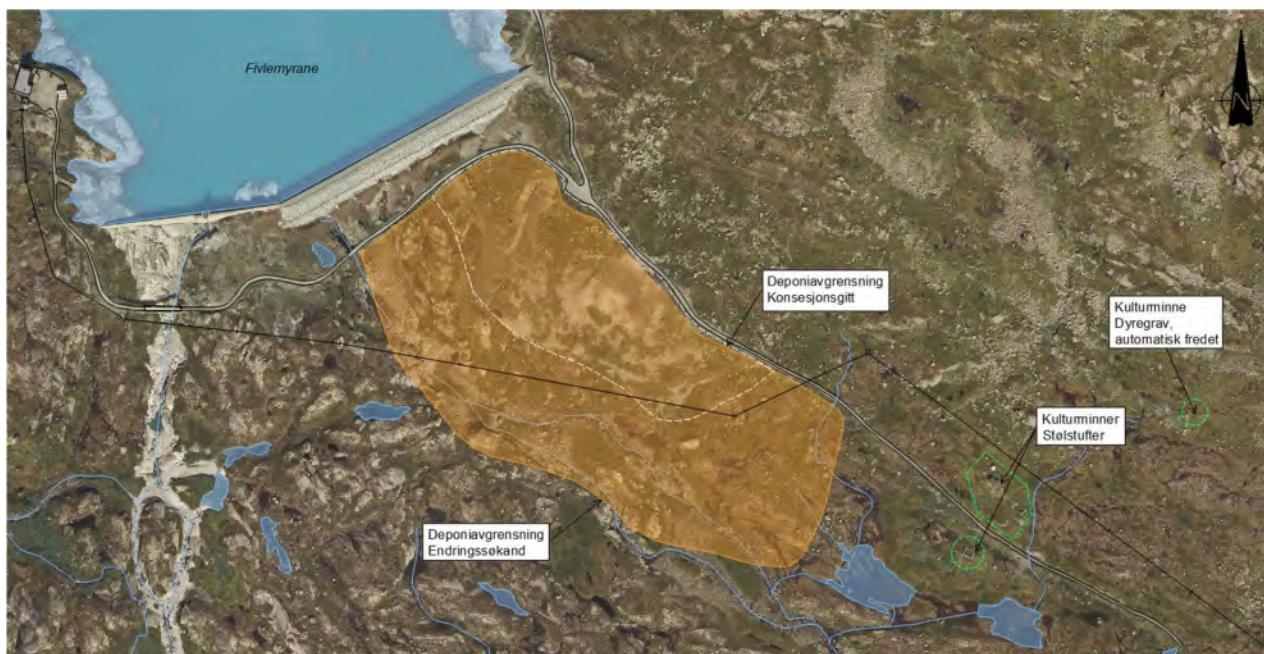 Fivlemyrane
N
Deponiavgrensning
Konsesjonsgitt
Kulturminne
Dyregrav,
automatisk fredet
Kulturminner
Stølstufter
Deponiavgrensning
Endringssøkand